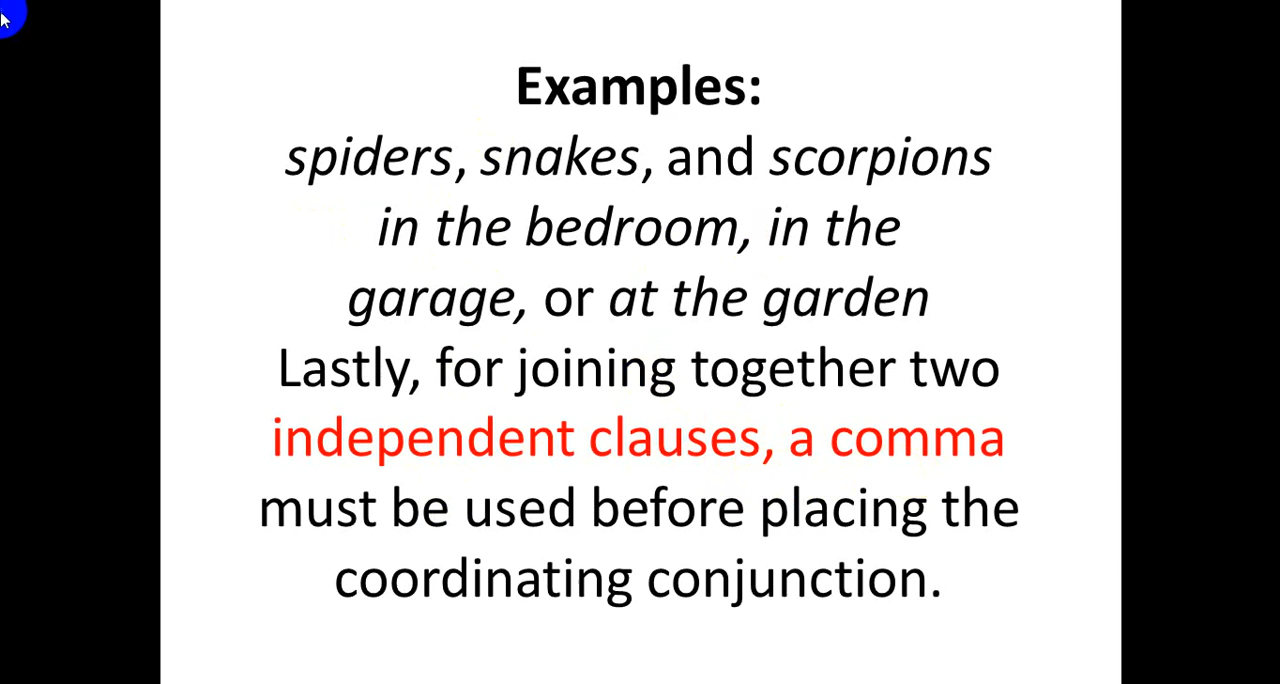 Examples:
spiders, snakes, and scorpions
in the bedroom, in the
garage, or at the garden
Lastly, for joining together two
independent clauses, a comma
must be used before placing the
coordinating conjunction.